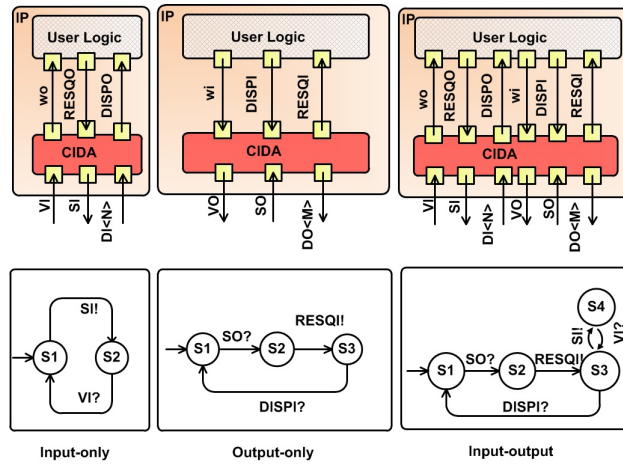 IP
User Logic
wo
RESQO
DISPO
CIDA
VI
SI
DI<N>
IP
User Logic
wi
DISPI
RESQI
CIDA
VO
SO
DO<M>
IP
User Logic
wo
RESQO
DISPO
wi
DISPI
RESQI
CIDA
VI
SI
DI<N>
VO
SO
DO<M>
SI!
S1
S2
VI?
RESQI!
SO?
S1
S2
S3
DISPI?
S4
SI!
VI?
SO?
RESQI!
S1
S2
S3
DISPI?
Input-only
Output-only
Input-output